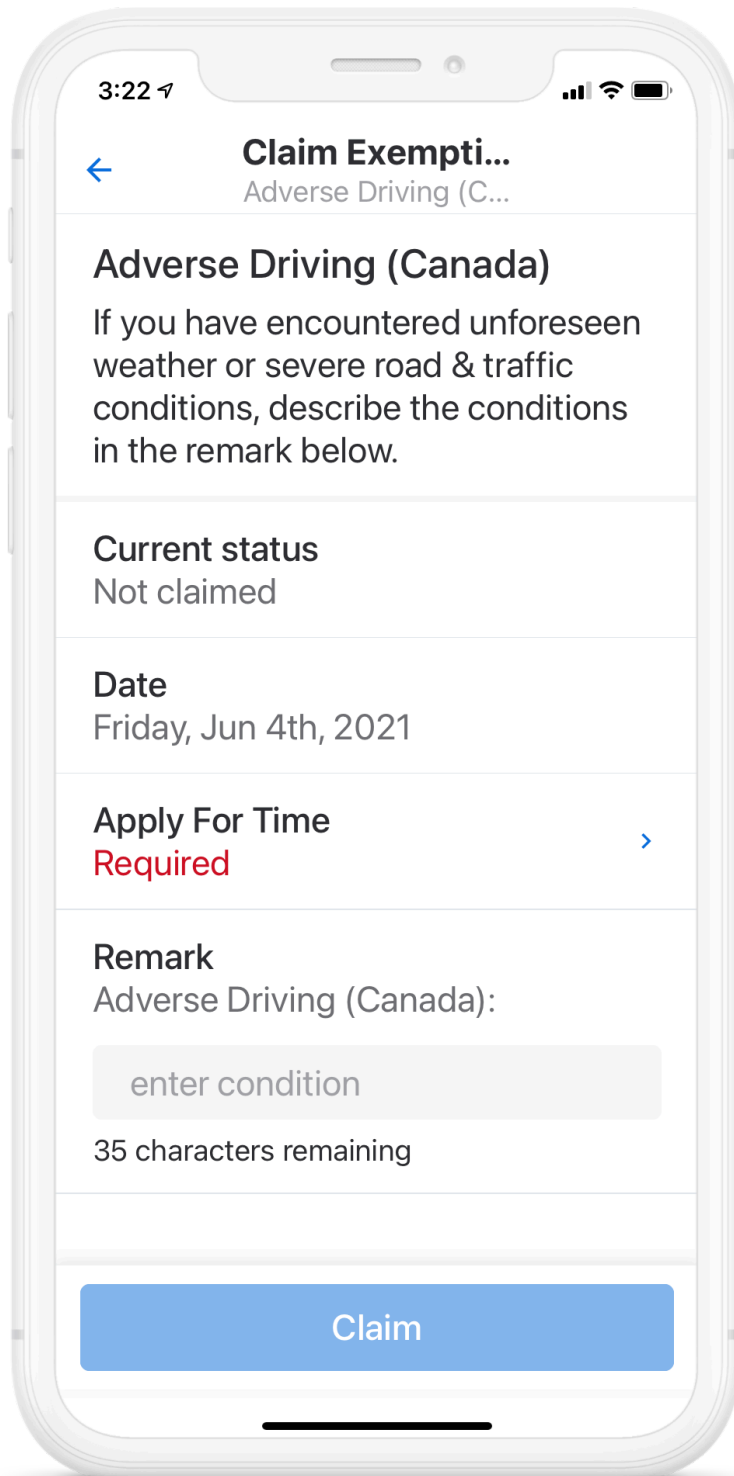 3:22
Claim Exempti...
Adverse Driving (C...
Adverse Driving (Canada)
If you have encountered unforeseen
weather or severe road & traffic
conditions, describe the conditions
in the remark below.
Current status
Not claimed
Date
Friday, Jun 4th, 2021
Apply For Time
Required
Remark
Adverse Driving (Canada):
enter condition
35 characters remaining
Claim